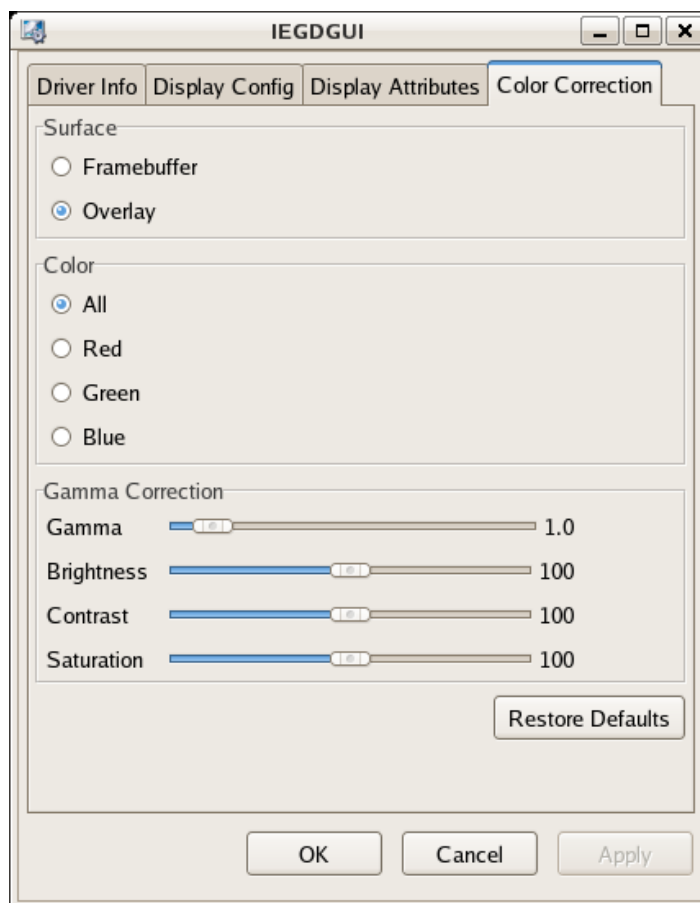 IEGDGUI
Driver Info Display Config Display Attributes Color Correction
Surface
Framebuffer
Overlay
Color
All
Red
Green
Blue
Gamma Correction
Gamma 1.0
Brightness 100
Contrast 100
Saturation 100
Restore Defaults
OK Cancel Apply